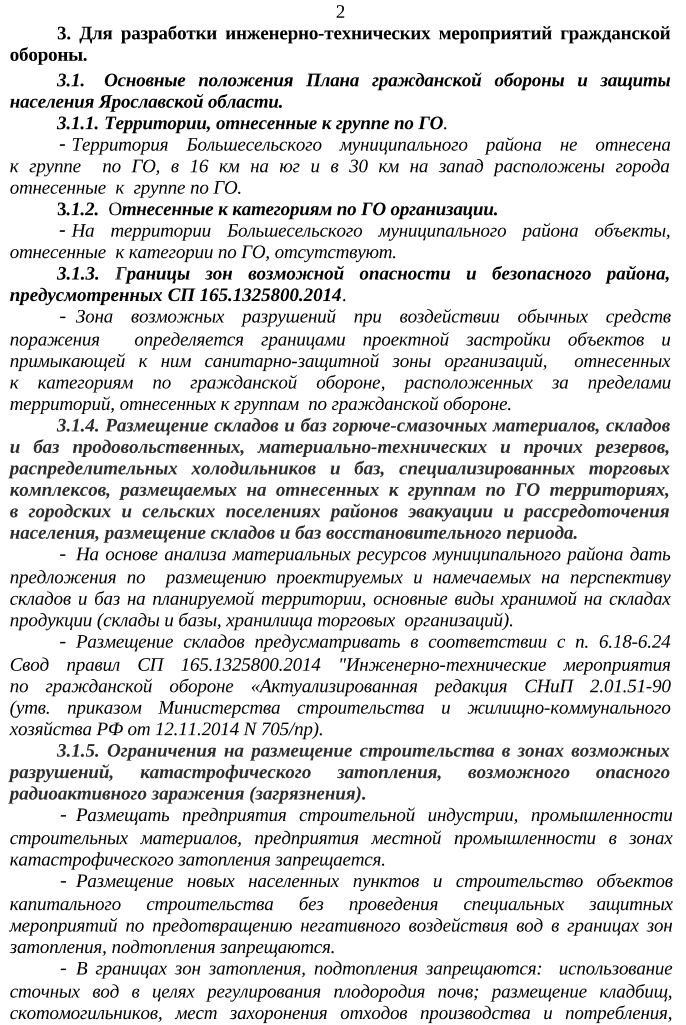 2
3. Для разработки инженерно-технических мероприятий гражданской
обороны.
3.1. Основные положения Плана гражданской обороны и защиты
населения Ярославской области.
3.1.1. Территории, отнесенные к группе по ГО.
- Территория Большесельского муниципального района не отнесена
к группе по ГО, в 16 км на юг и в 30 км на запад расположены города
отнесенные к группе по ГО.
3.1.2. Отнесенные к категориям по ГО организации.
- На территории Большесельского муниципального района объекты,
отнесенные к категории по ГО, отсутствуют.
3.1.3. Границы зон возможной опасности и безопасного района,
предусмотренных СП 165.1325800.2014.
- Зона возможных разрушений при воздействии обычных средств
поражения определяется границами проектной застройки объектов и
примыкающей к ним санитарно-защитной зоны организаций, отнесенных
к категориям по гражданской обороне, расположенных за пределами
территорий, отнесенных к группам по гражданской обороне.
3.1.4. Размещение складов и баз горюче-смазочных материалов, складов
и баз продовольственных, материально-технических и прочих резервов,
распределительных холодильников и баз, специализированных торговых
комплексов, размещаемых на отнесенных к группам по ГО территориях,
в городских и сельских поселениях районов эвакуации и рассредоточения
населения, размещение складов и баз восстановительного периода.
- На основе анализа материальных ресурсов муниципального района дать
предложения по размещению проектируемых и намечаемых на перспективу
складов и баз на планируемой территории, основные виды хранимой на складах
продукции (склады и базы, хранилища торговых организаций).
- Размещение складов предусматривать в соответствии с п. 6.18-6.24
Свод правил СП 165.1325800.2014 "Инженерно-технические мероприятия
по гражданской обороне «Актуализированная редакция СНиП 2.01.51-90
(утв. приказом Министерства строительства и жилищно-коммунального
хозяйства РФ от 12.11.2014 N 705/пр).
3.1.5. Ограничения на размещение строительства в зонах возможных
разрушений, катастрофического затопления, возможного опасного
радиоактивного заражения (загрязнения).
- Размещать предприятия строительной индустрии, промышленности
строительных материалов, предприятия местной промышленности в зонах
катастрофического затопления запрещается.
- Размещение новых населенных пунктов и строительство объектов
капитального строительства без проведения специальных защитных
мероприятий по предотвращению негативного воздействия вод в границах зон
затопления, подтопления запрещаются.
- В границах зон затопления, подтопления запрещаются: использование
сточных вод в целях регулирования плодородия почв; размещение кладбищ,
скотомогильников, мест захоронения отходов производства и потребления,